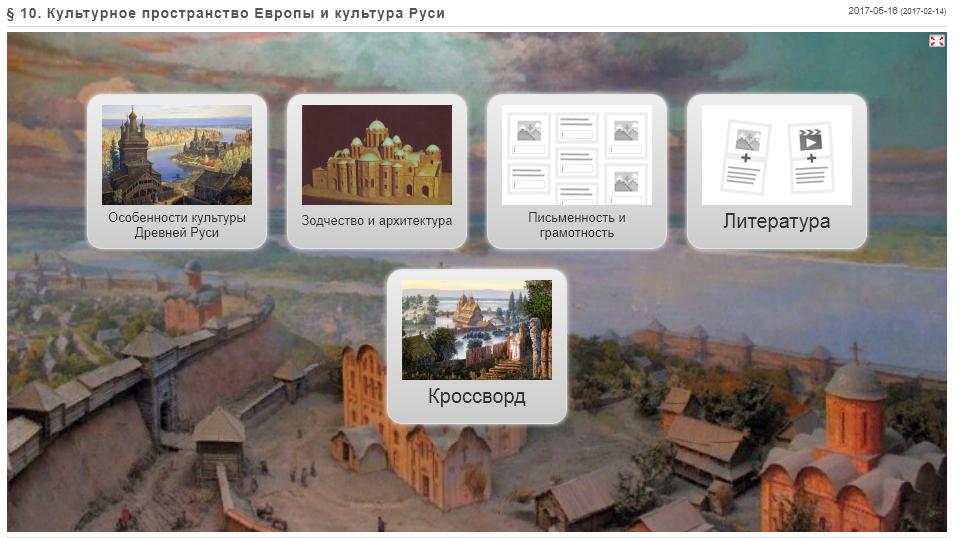 § 10. Культурное пространство Европы и культура Руси
2017-05-16 (2017-02-14)
Особенности культуры
Древней Руси
Зодчество и архитектура
Письменность и
грамотность
Литература
Кроссворд